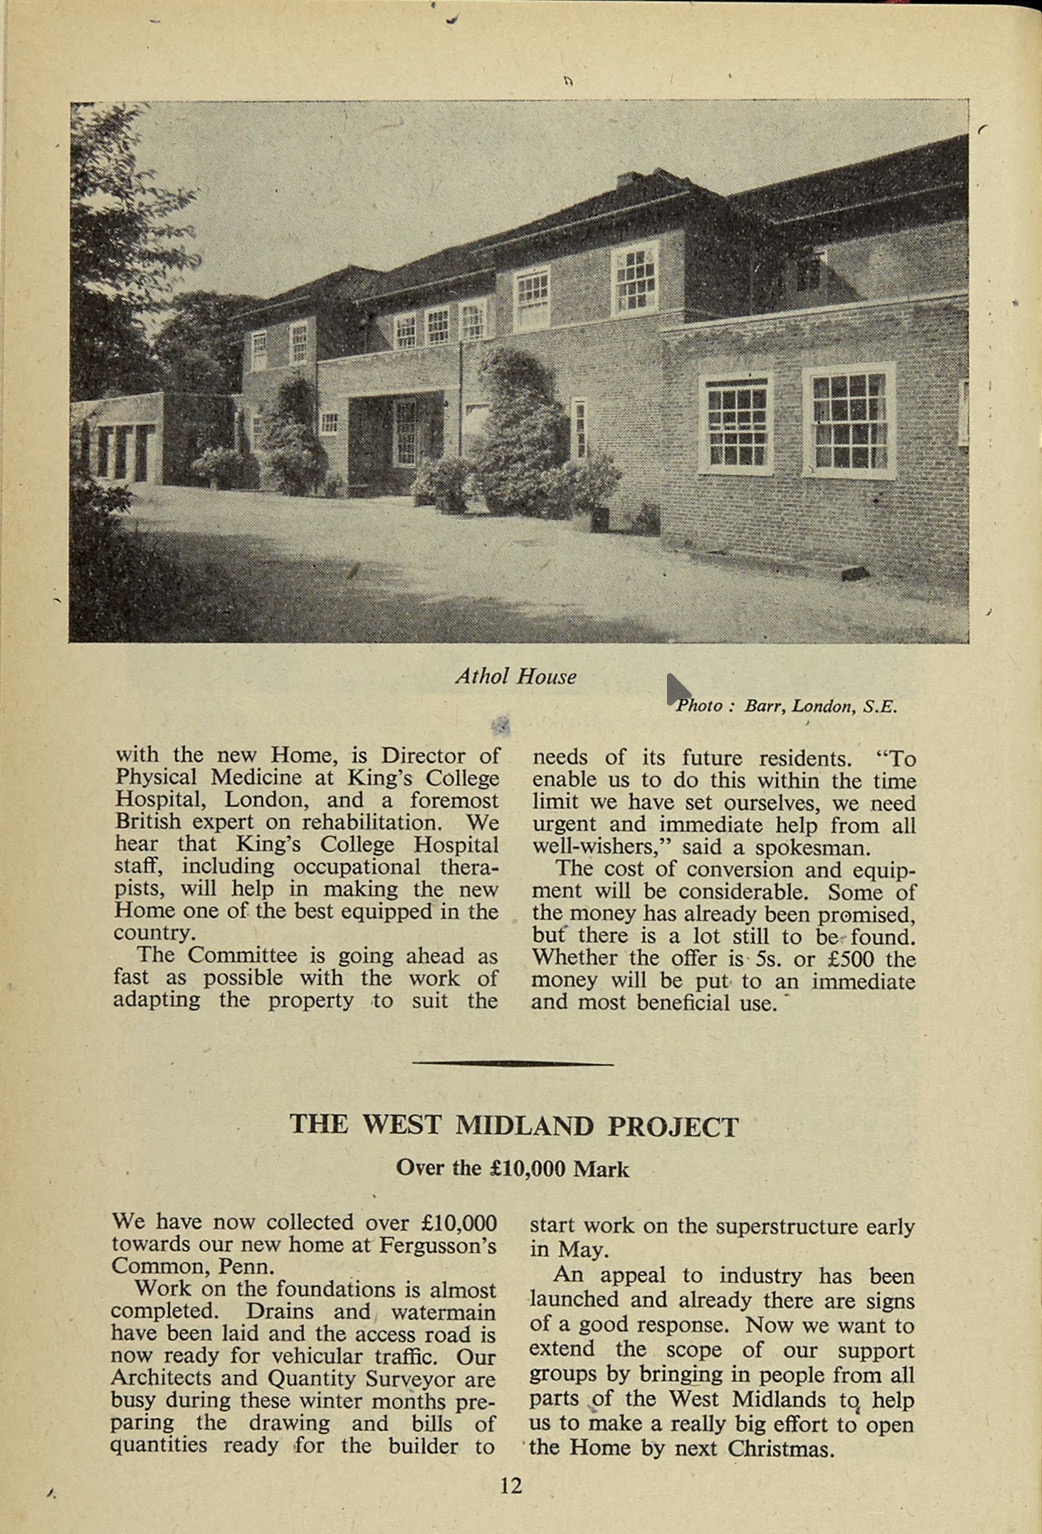 Athol House
Photo : Barr, London, S.E.
with the new Home, is Director of
Physical Medicine at King's College
Hospital, London, and a foremost
British expert on rehabilitation. We
hear that King's College Hospital
staff, including occupational thera-
pists, will help in making the new
Home one of the best equipped in the
country.
The Committee is going ahead as
fast as possible with the work of
adapting the property to suit the
needs of its future residents. “To
enable us to do this within the time
limit we have set ourselves, we need
urgent and immediate help from all
well-wishers,” said a spokesman.
The cost of conversion and equip-
ment will be considerable. Some of
the money has already been promised,
but there is a lot still to be found.
Whether the offer is 5s. or £500 the
money will be put to an immediate
and most beneficial use.
THE WEST MIDLAND PROJECT
Over the £10,000 Mark
We have now collected over £10,000
towards our new home at Fergusson's
Common, Penn.
Work on the foundations is almost
completed. Drains and watermain
have been laid and the access road is
now ready for vehicular traffic. Our
Architects and Quantity Surveyor are
busy during these winter months pre-
paring the drawing and bills of
quantities ready for the builder to
start work on the superstructure early
in May.
An appeal to industry has been
launched and already there are signs
of a good response. Now we want to
extend the scope of our support
groups by bringing in people from all
parts of the West Midlands to help
us to make a really big effort to open
the Home by next Christmas.
12